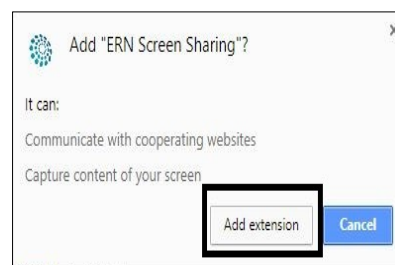 Add "ERN Screen Sharing"?
It can:
Communicate with cooperating websites
Capture content of your screen
Add extension Cancel